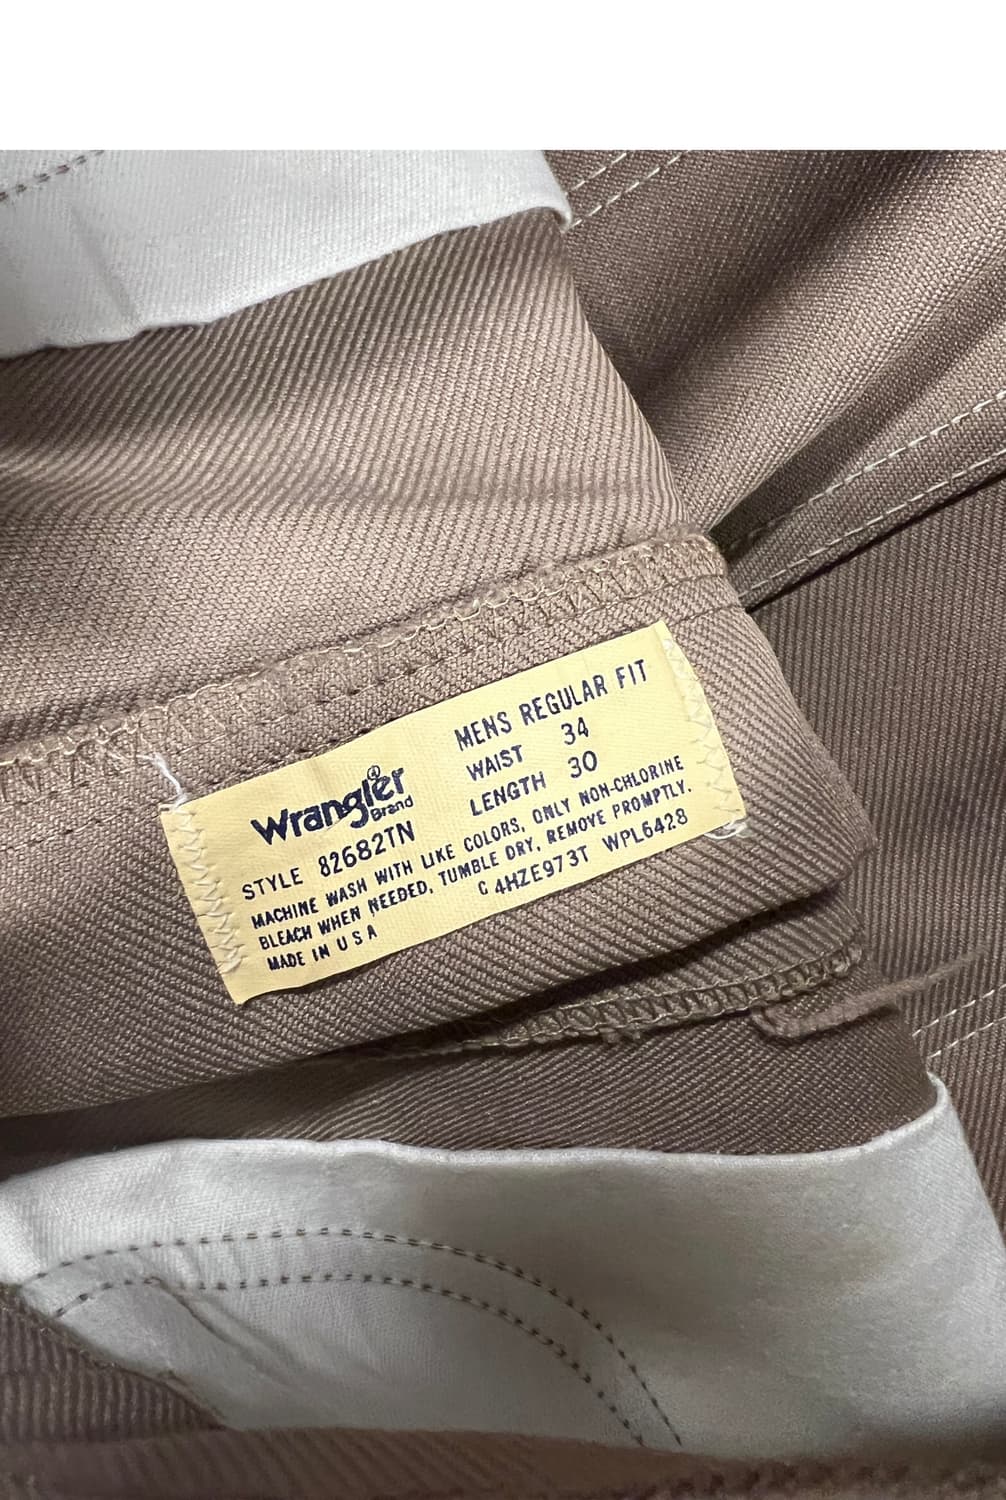 Wrangler®
Brand
MENS REGULAR FIT
WAIST 34
LENGTH 30
STYLE 82682TN
MACHINE WASH WITH LIKE COLORS, ONLY NON-CHLORINE
BLEACH WHEN NEEDED, TUMBLE DRY, REMOVE PROMPTLY.
MADE IN U S A
C 4HZE973T WPL6428